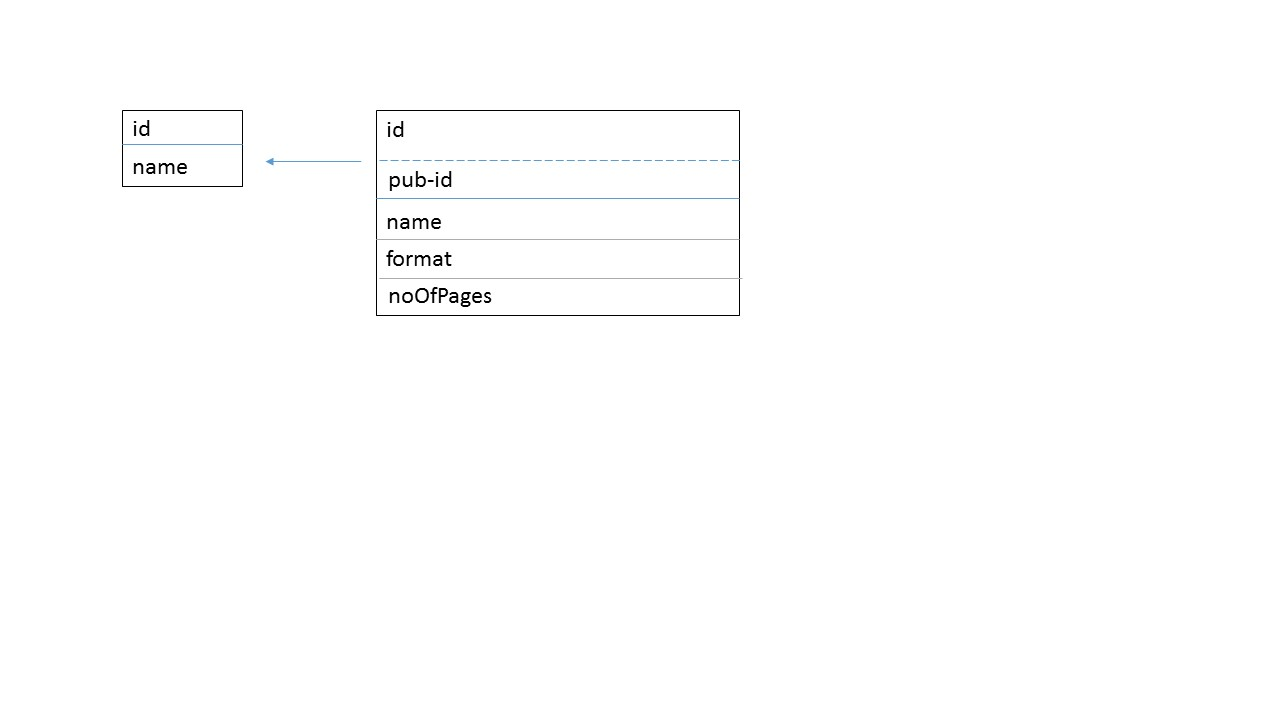 id
name
id
pub-id
name
format
noOfPages